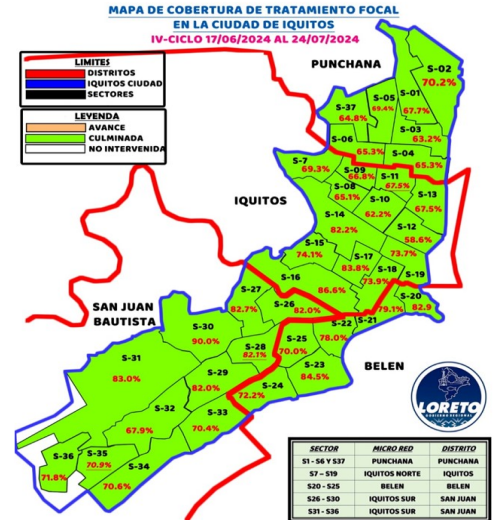 MAPA DE COBERTURA DE TRATAMIENTO FOCAL
EN LA CIUDAD DE IQUITOS
IV-CICLO 17/06/2024 AL 24/07/2024
LIMITES
DISTRITOS
IQUITOS CIUDAD
SECTORES
LEYENDA
AVANCE
CULMINADA
NO INTERVENIDA
PUNCHANA
S-02
70.2%
S-01
67.7%
S-05
69.4%
S-37
64.8%
S-03
63.2%
S-06
65.3%
S-04
65.3%
S-7
69.3%
S-09
66.8%
S-11
67.5%
S-08
65.1%
S-13
67.5%
S-10
62.2%
IQUITOS
S-14
82.2%
S-12
58.6%
S-15
74.1%
73.7%
S-17
83.8%
S-18
73.9%
S-19
S-16
86.6%
S-27
82.7%
S-26
82.0%
S-20
82.9
79.1%
S-21
SAN JUAN
BAUTISTA
S-30
90.0%
S-22
78.0%
S-25
70.0%
S-28
82.1%
S-31
83.0%
S-29
82.0%
S-23
84.5%
BELEN
S-24
72.2%
S-32
67.9%
S-33
70.4%
S-36
71.8%
S-35
70.9%
S-34
70.6%
LORETO
GOBIERNO REGIONAL
SECTOR MICRO RED DISTRITO
S1 - S6 Y S37 PUNCHANA PUNCHANA
S7 – S19 IQUITOS NORTE IQUITOS
S20 - S25 BELEN BELEN
S26 - S30 IQUITOS SUR SAN JUAN
S31 - S36 IQUITOS SUR SAN JUAN